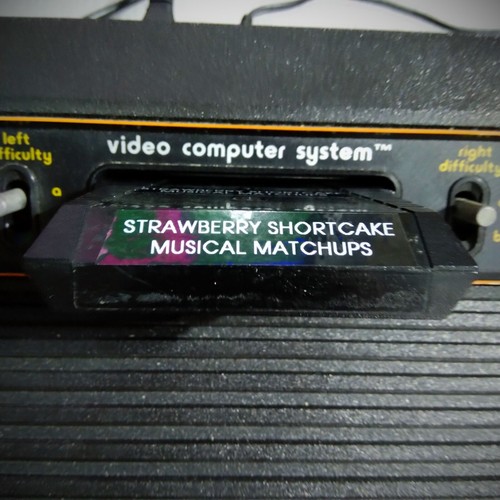 left
difficulty
a
video computer system™
right
difficulty
b
STRAWBERRY SHORTCAKE
MUSICAL MATCHUPS